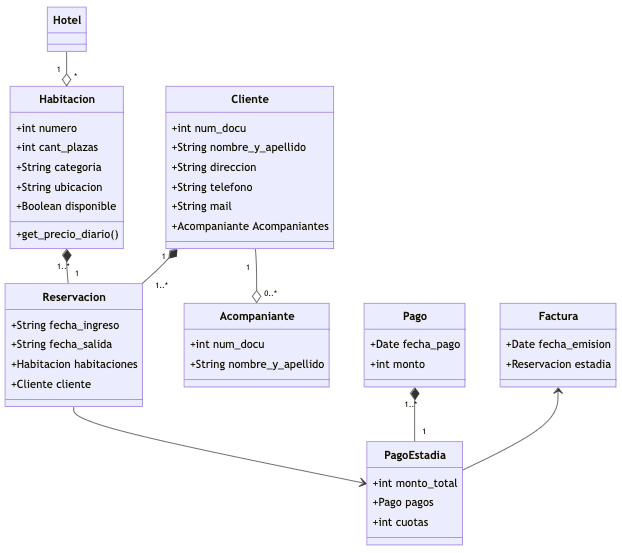 Hotel
1
*
Habitacion
+int numero
+int cant_plazas
+String categoria
+String ubicacion
+Boolean disponible
+get_precio_diario()
Cliente
+int num_docu
+String nombre_y_apellido
+String direccion
+String telefono
+String mail
+Acompaniante Acompaniantes
1..*
1
1
1..*
1
0..*
Reservacion
+String fecha_ingreso
+String fecha_salida
+Habitacion habitaciones
+Cliente cliente
Acompaniante
+int num_docu
+String nombre_y_apellido
Pago
+Date fecha_pago
+int monto
Factura
+Date fecha_emision
+Reservacion estadia
1..*
1
PagoEstadia
+int monto_total
+Pago pagos
+int cuotas